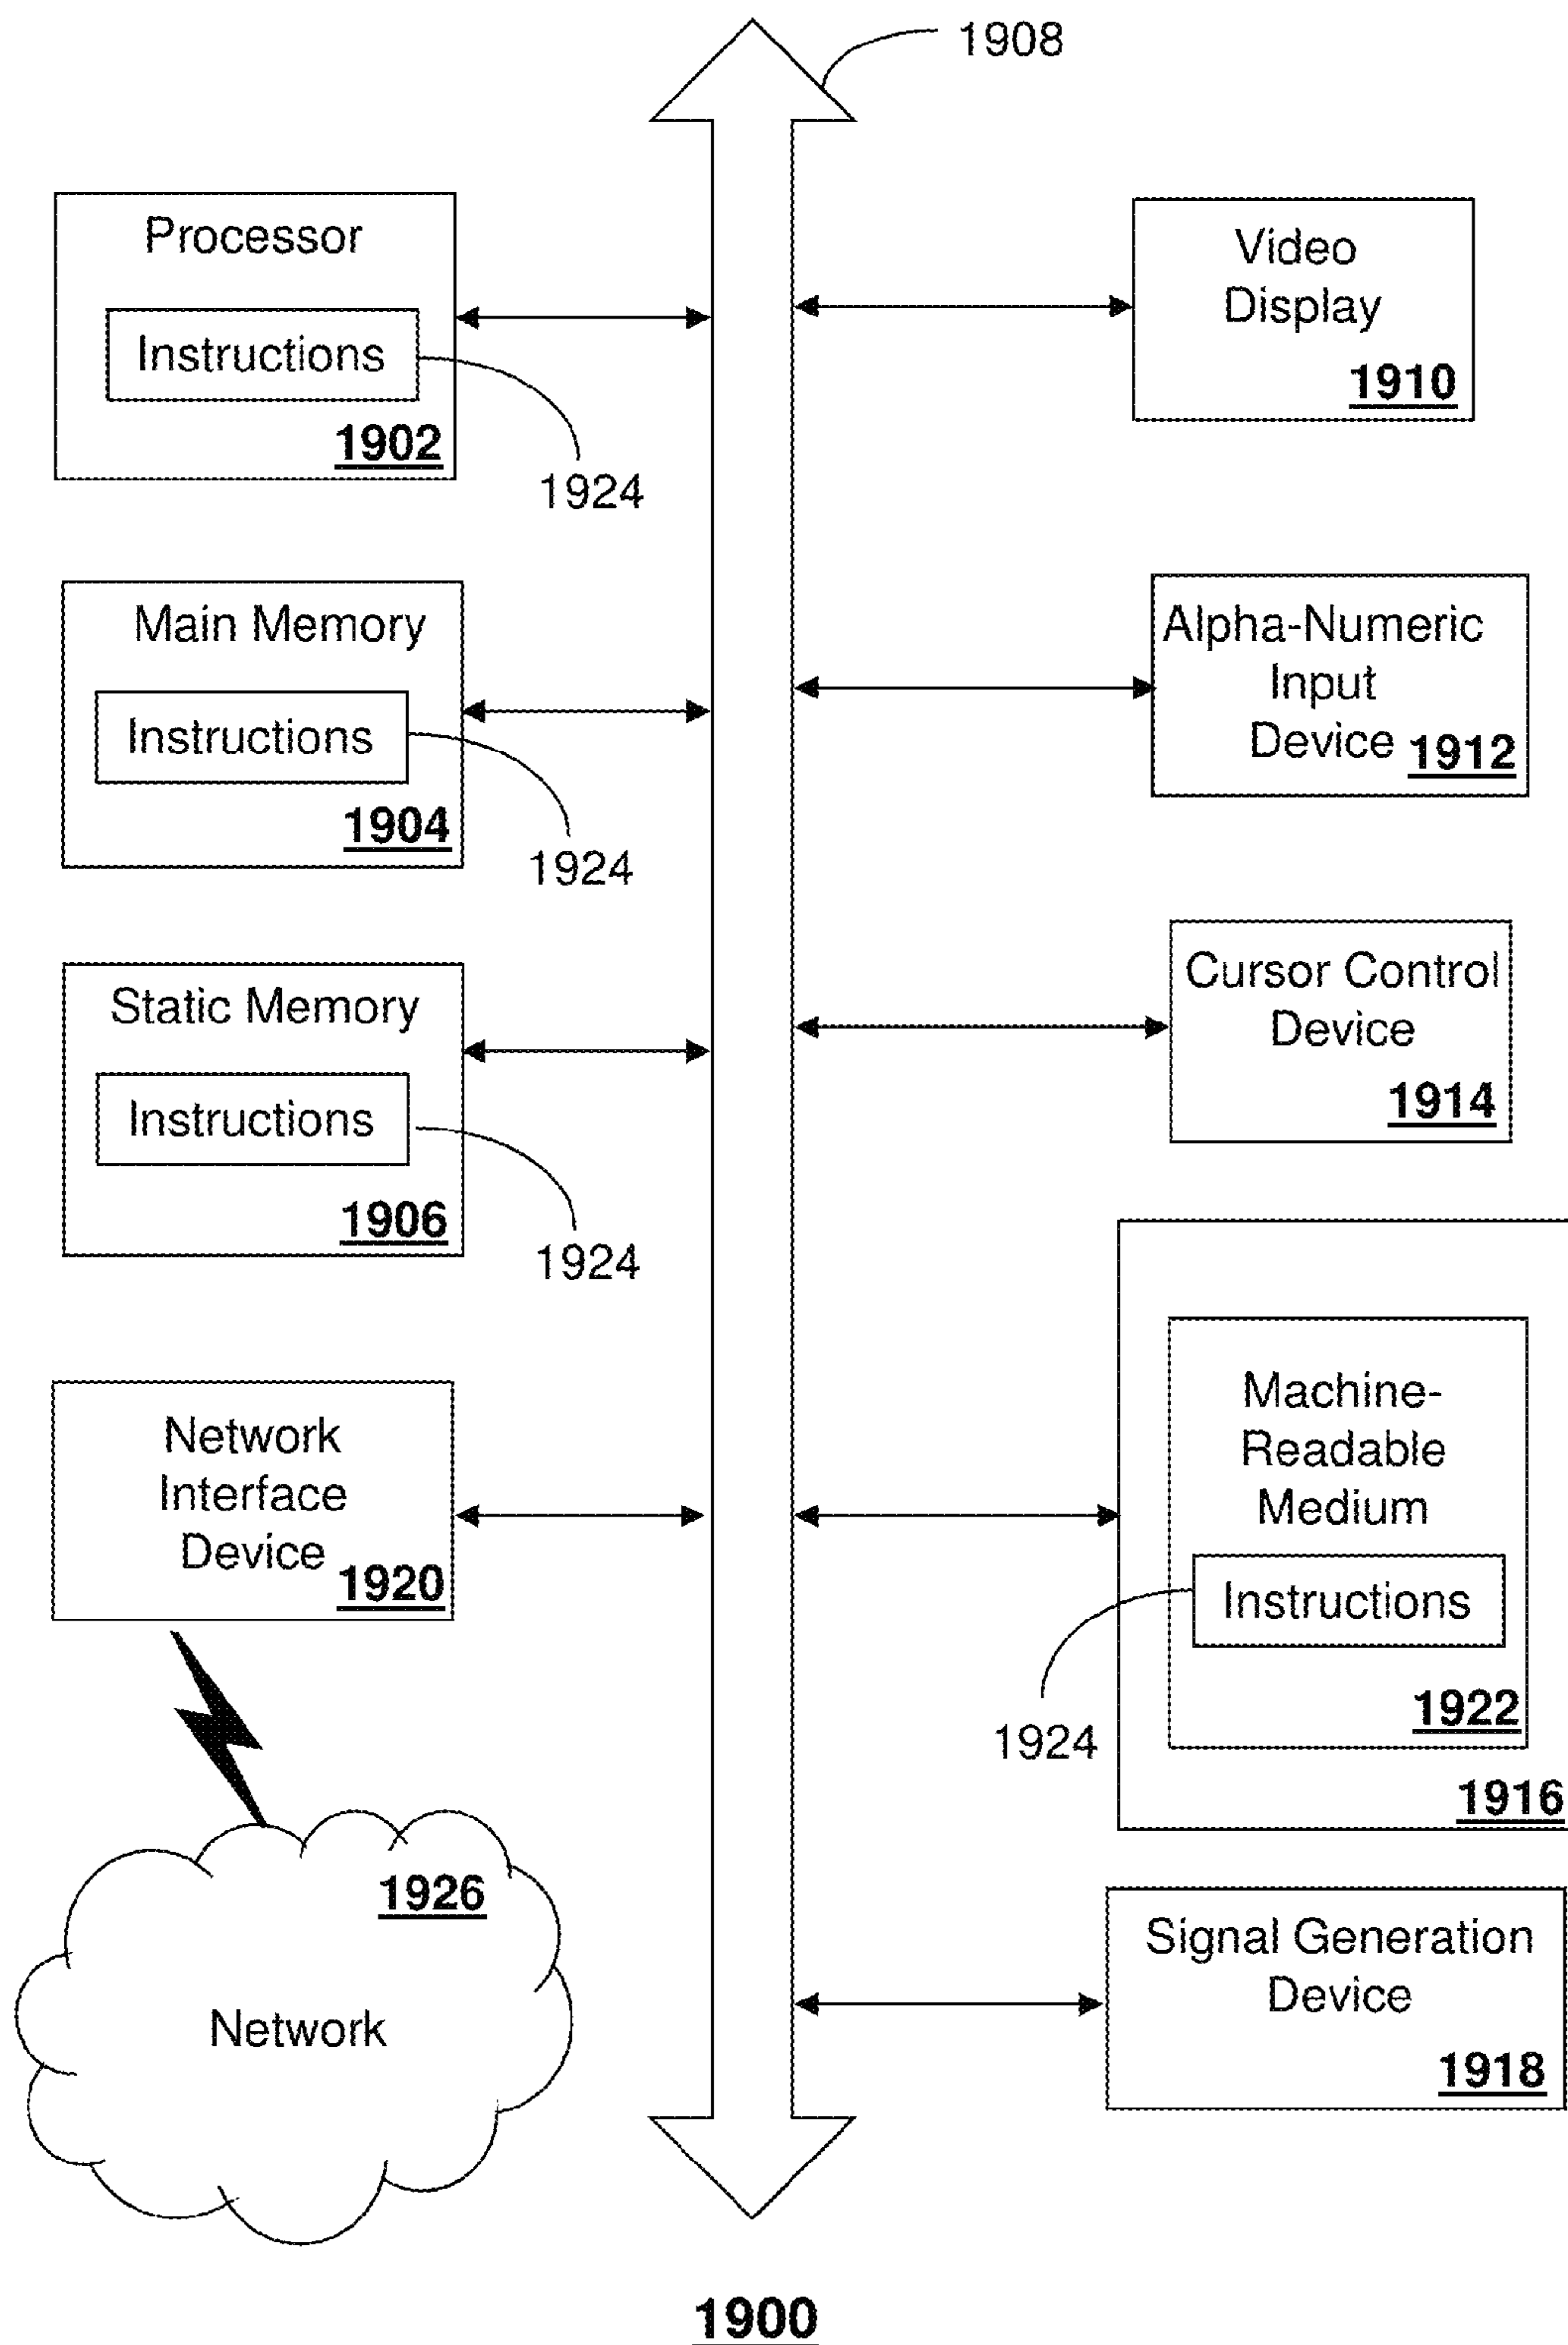 1908
Processor
Instructions
1902
1924
Main Memory
Instructions
1904
1924
Static Memory
Instructions
1906
1924
Network
Interface
Device
1920
1926
Network
Video
Display
1910
Alpha-Numeric
Input
Device 1912
Cursor Control
Device
1914
Machine-
Readable
Medium
Instructions
1922
1924
1916
Signal Generation
Device
1918
1900